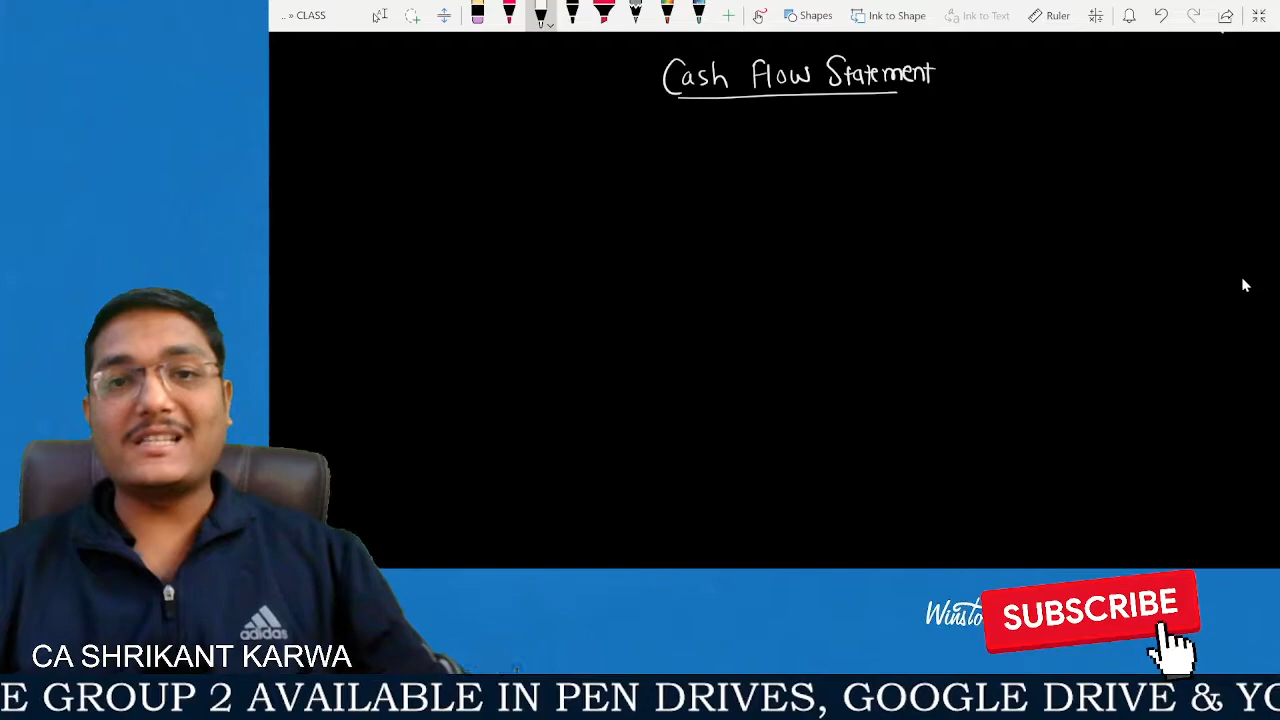 .. » CLASS
Shapes
Ink to Shape
Ink to Text
Ruler
Cash Flow Statement
adidas
CA SHRIKANT KARWA
SUBSCRIBE
E GROUP 2 AVAILABLE IN PEN DRIVES, GOOGLE DRIVE & YO